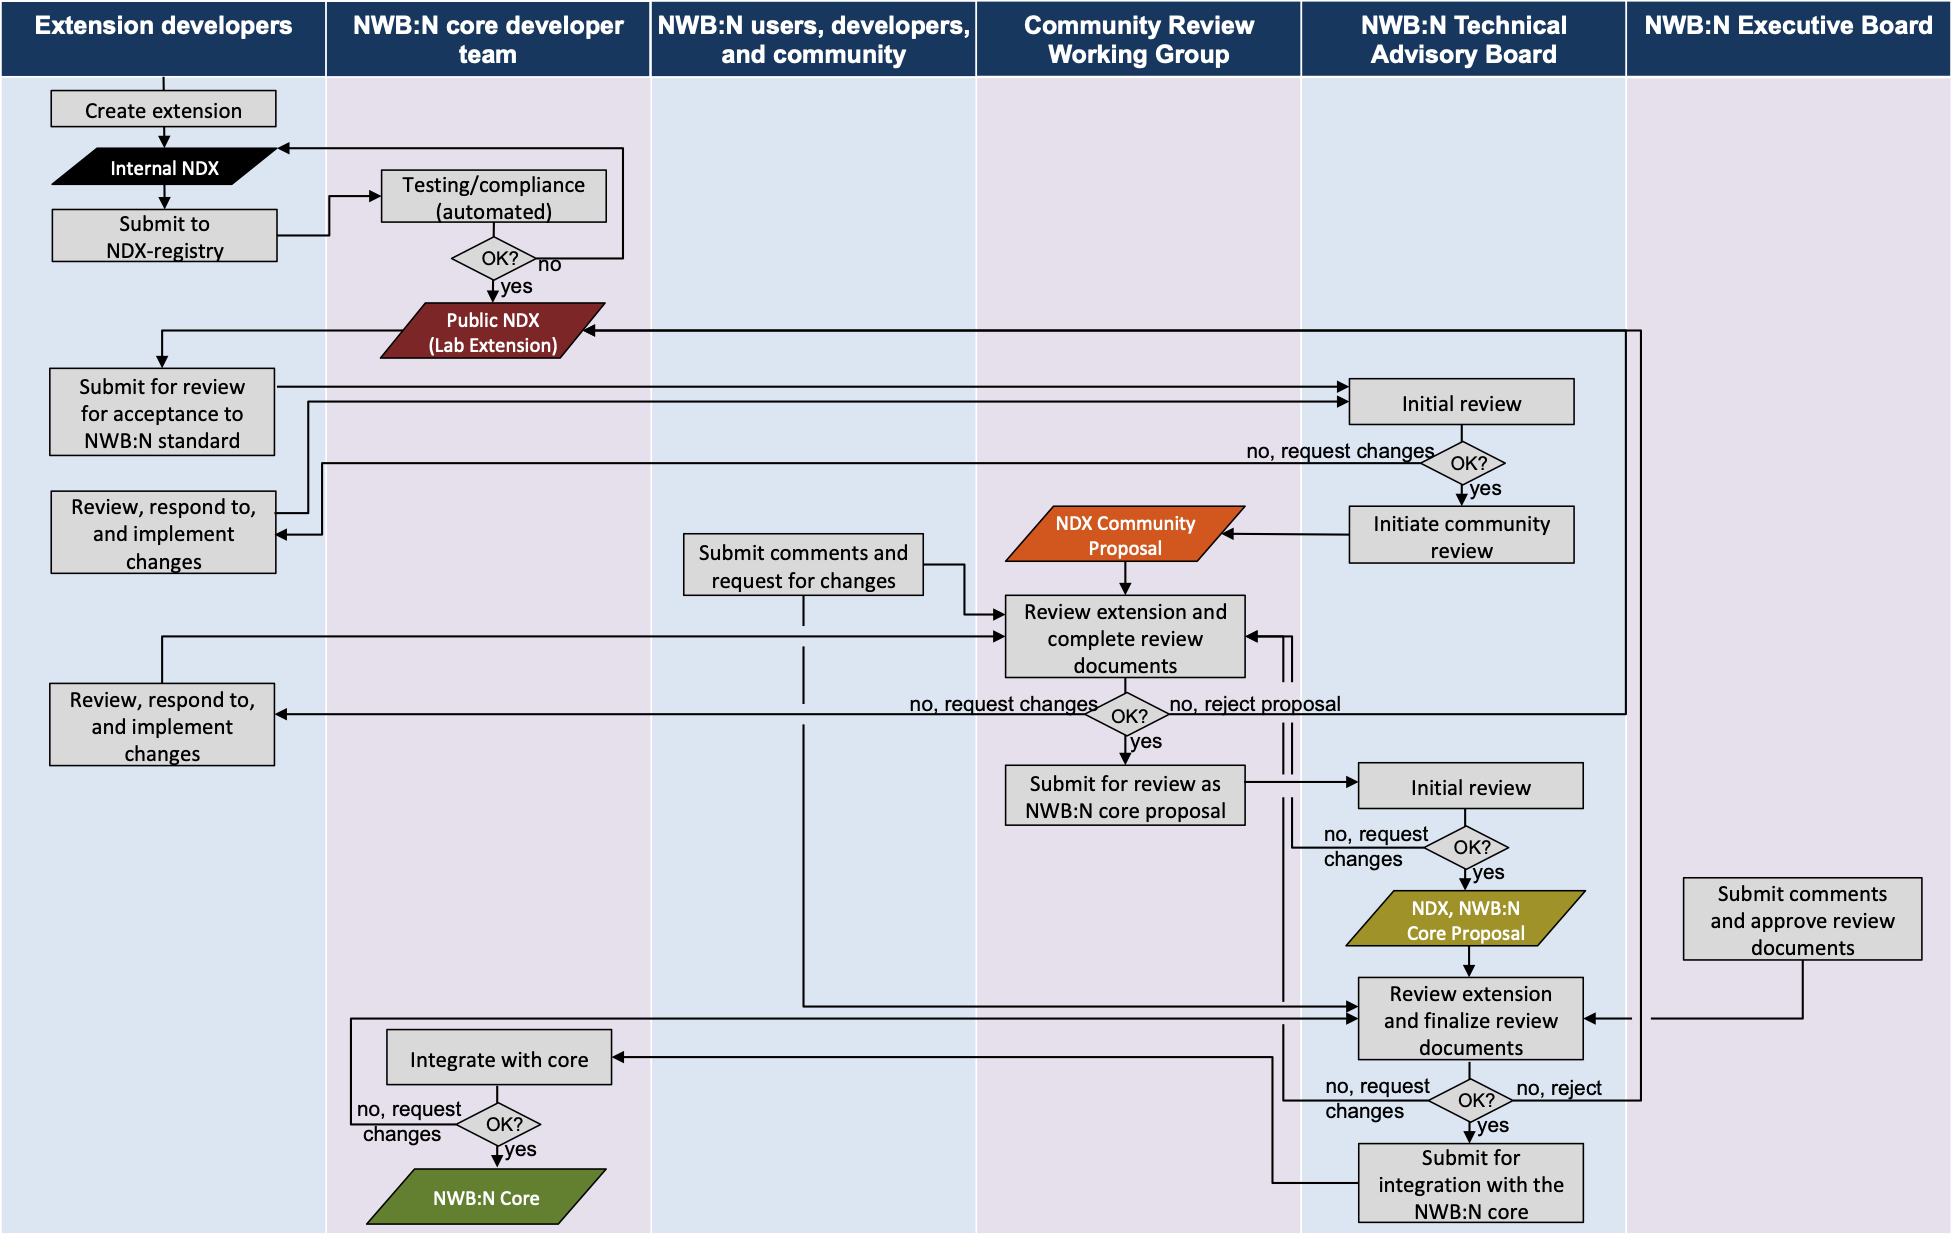 Extension developers
NWB:N core developer
team
NWB:N users, developers,
and community
Community Review
Working Group
NWB:N Technical
Advisory Board
NWB:N Executive Board
Create extension
Internal NDX
Submit to
NDX-registry
Testing/compliance
(automated)
OK?
no
yes
Public NDX
(Lab Extension)
Submit for review
for acceptance to
NWB:N standard
Initial review
no, request changes
OK?
yes
Review, respond to,
and implement
changes
Initiate community
review
NDX Community
Proposal
Submit comments and
request for changes
Review extension and
complete review
documents
no, request changes
OK?
no, reject proposal
yes
Review, respond to,
and implement
changes
Submit for review as
NWB:N core proposal
Initial review
no, request
changes
OK?
yes
NDX, NWB:N
Core Proposal
Submit comments
and approve review
documents
Review extension
and finalize review
documents
no, request
changes
OK?
no, reject
yes
Submit for
integration with the
NWB:N core
Integrate with core
no, request
changes
OK?
yes
NWB:N Core